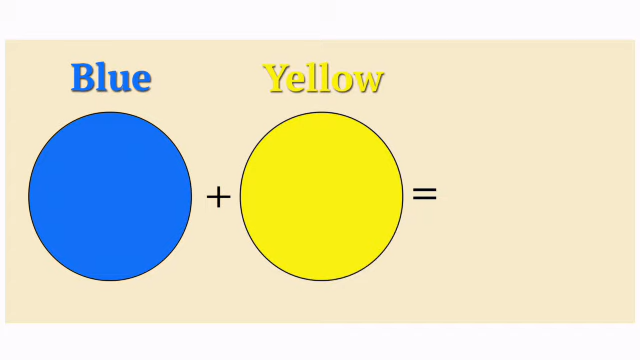 Blue Yellow
+ =